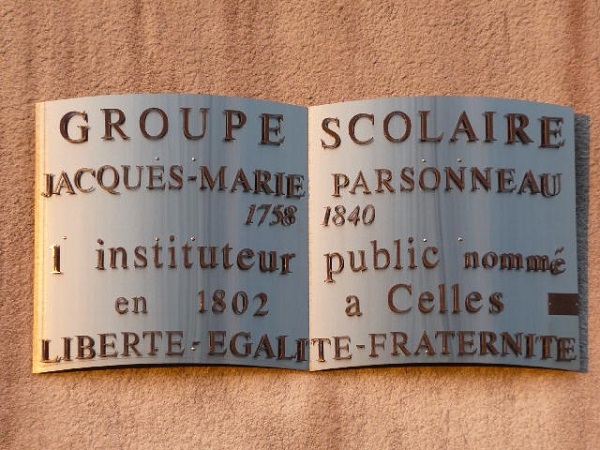 GROUPE SCOLAIRE
JACQUES-MARIE PARSONNEAU
1758 1840
1 instituteur public nommé
en 1802 a Celles
LIBERTE-EGALITE-FRATERNITE